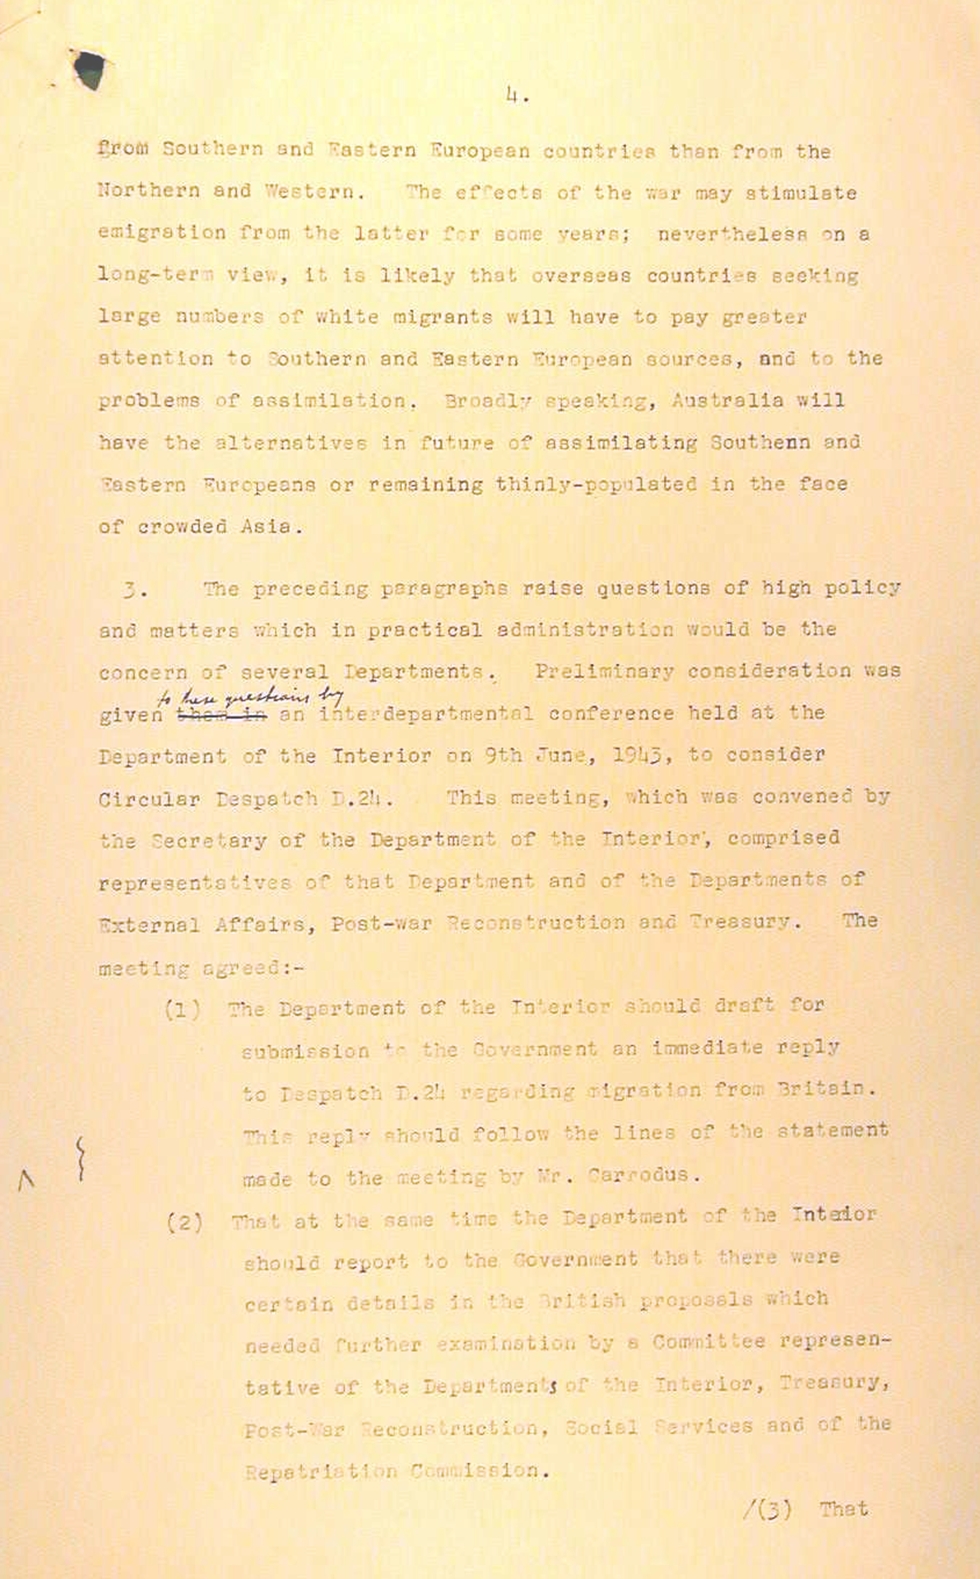 4.
from Southern and Eastern European countries than from the
Northern and Western. The effects of the war may stimulate
emigration from the latter for some years; nevertheless on a
long-term view, it is likely that overseas countries seeking
large numbers of white migrants will have to pay greater
attention to Southern and Eastern European sources, and to the
problems of assimilation. Broadly speaking, Australia will
have the alternatives in future of assimilating Southenn and
Eastern Europeans or remaining thinly-populated in the face
of crowded Asia.
3. The preceding paragraphs raise questions of high policy
and matters which in practical administration would be the
concern of several Departments. Preliminary consideration was
to these questions by
given them in an interdepartmental conference held at the
Department of the Interior on 9th June, 1943, to consider
Circular Despatch D.24. This meeting, which was convened by
the Secretary of the Department of the Interior, comprised
representatives of that Department and of the Departments of
External Affairs, Post-war Reconstruction and Treasury. The
meeting agreed:-
(1) The Department of the Interior should draft for
submission to the Government an immediate reply
to Despatch D.24 regarding migration from Britain.
This reply should follow the lines of the statement
made to the meeting by Mr. Carrodus.
(2) That at the same time the Department of the Inteior
should report to the Government that there were
certain details in the British proposals which
needed further examination by a Committee represen-
tative of the Departments of the Interior, Treasury,
Post-War Reconstruction, Social Services and of the
Repatriation Commission.
/(3) That